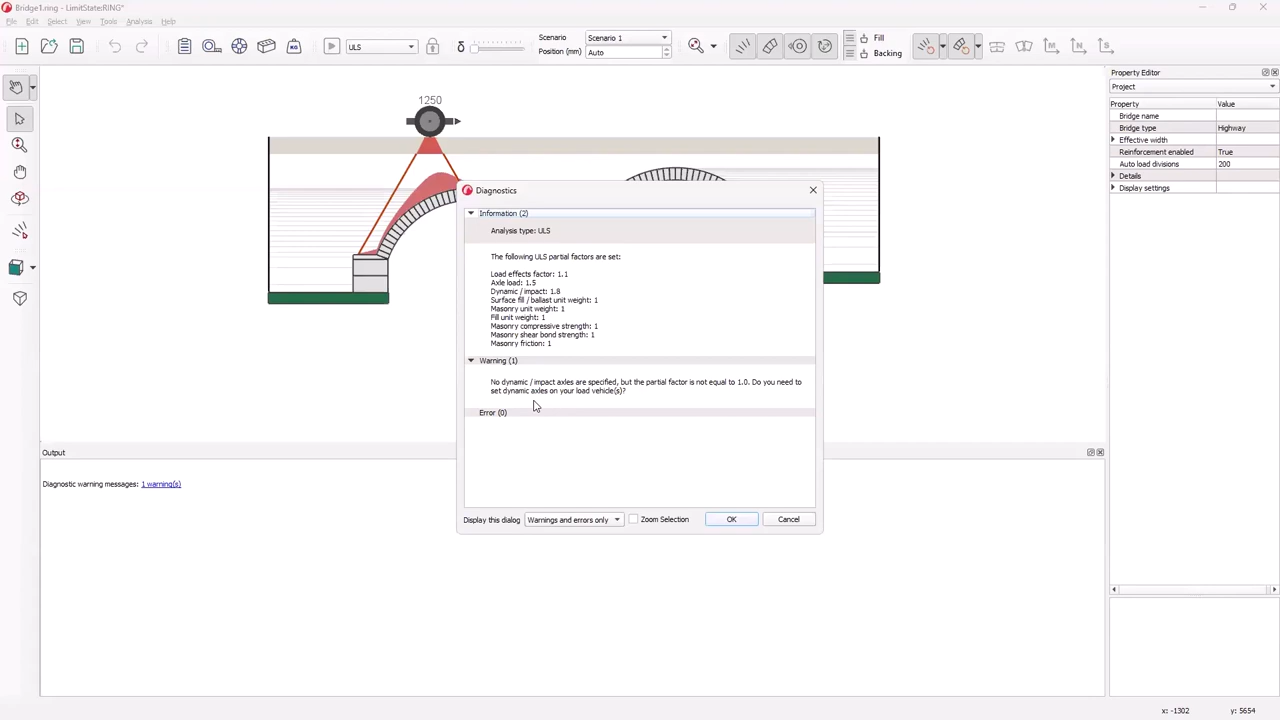 Bridge1.ring - LimitState:RING*
File Edit Select View Tools Analysis Help
ULS
δ
Scenario
Scenario 1
Position (mm)
Auto
Fill
Backing
KG
M N S
1250
Property Editor
Project
Property Value
Bridge name
Bridge type Highway
Effective width
Reinforcement enabled True
Auto load divisions 200
Details
Display settings
Diagnostics
Information (2)
Analysis type: ULS
The following ULS partial factors are set:
Load effects factor: 1.1
Axle load: 1.5
Dynamic / impact: 1.8
Surface fill / ballast unit weight: 1
Masonry unit weight: 1
Fill unit weight: 1
Masonry compressive strength: 1
Masonry shear bond strength: 1
Masonry friction: 1
Warning (1)
No dynamic / impact axles are specified, but the partial factor is not equal to 1.0. Do you need to
set dynamic axles on your load vehicle(s)?
Error (0)
Display this dialog Warnings and errors only Zoom Selection OK Cancel
Output
Diagnostic warning messages: 1 warning(s)
x: -1302 y: 5654